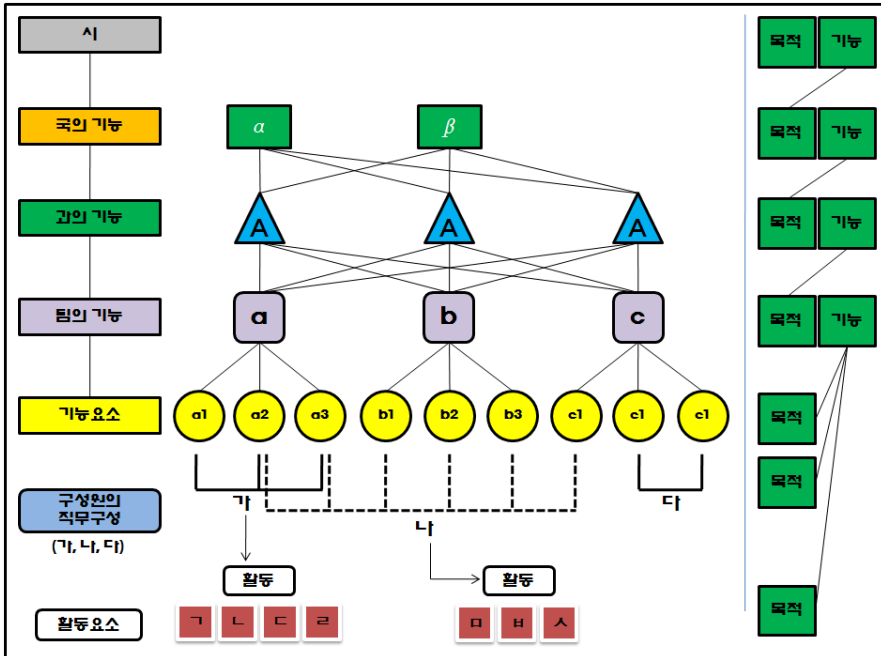 시
목적 기능
국의 기능
α β
목적 기능
과의 기능
A A A
목적 기능
팀의 기능
a b c
목적 기능
기능요소
a1 a2 a3 b1 b2 b3 c1 c1 c1
목적
목적
구성원의
직무구성
(가, 나, 다)
가
나
다
활동
활동
목적
활동요소
ㄱ ㄴ ㄷ ㄹ
ㅁ ㅂ ㅅ